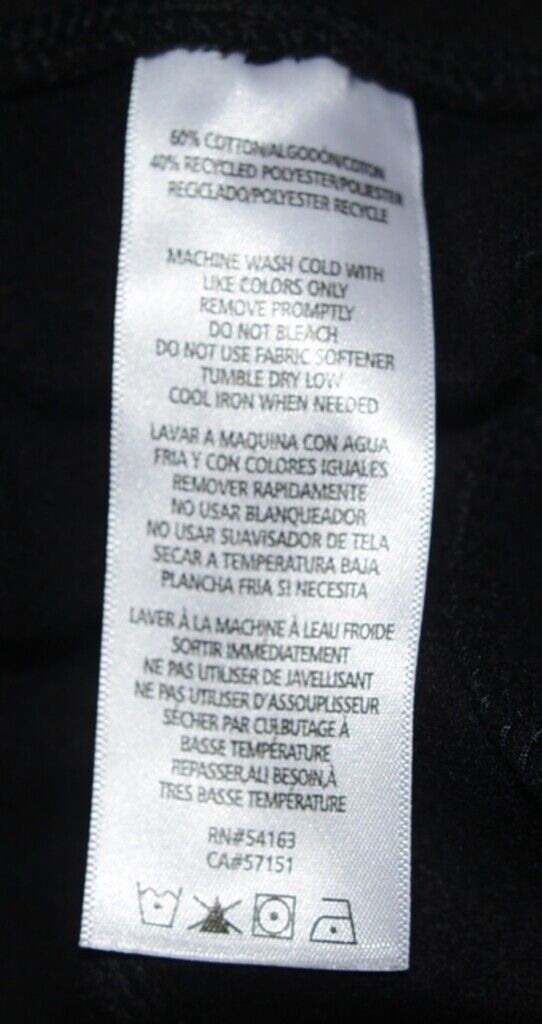 60% COTTON/ALGODÓN/COTON
40% RECYCLED POLYESTER/POLIESTER
RECICLADO/POLYESTER RECYCLE
MACHINE WASH COLD WITH
LIKE COLORS ONLY
REMOVE PROMPTLY
DO NOT BLEACH
DO NOT USE FABRIC SOFTENER
TUMBLE DRY LOW
COOL IRON WHEN NEEDED
LAVAR A MAQUINA CON AGUA
FRIA Y CON COLORES IGUALES
REMOVER RAPIDAMENTE
NO USAR BLANQUEADOR
NO USAR SUAVISADOR DE TELA
SECAR A TEMPERATURA BAJA
PLANCHA FRIA SI NECESITA
LAVER À LA MACHINE À LEAU FROIDE
SORTIR IMMÉDIATEMENT
NE PAS UTILISER DE JAVELLISANT
NE PAS UTILISER D'ASSOUPLISSEUR
SÉCHER PAR CULBUTAGE À
BASSE TEMPÉRATURE
REPASSER,AU BESOIN,À
TRES BASSE TEMPÉRATURE
RN#54163
CA#57151